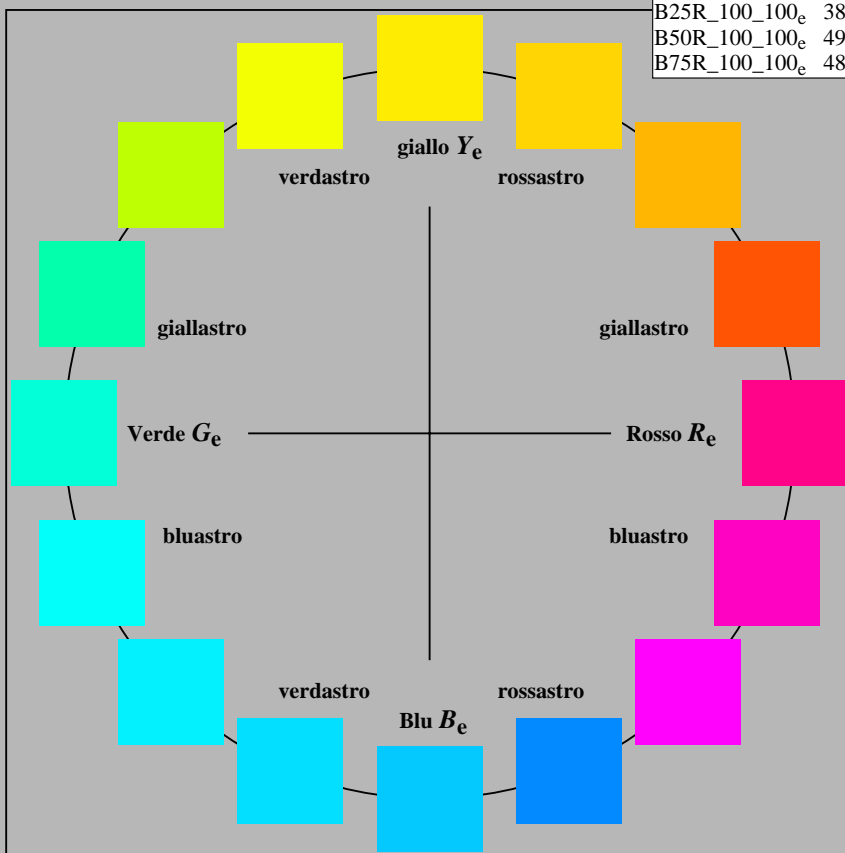 B25R_100_100e 38
B50R_100_100e 49
B75R_100_100e 48
giallo Ye
verdastro rossastro
giallastro giallastro
Verde Ge Rosso Re
bluastro bluastro
verdastro rossastro
Blu Be